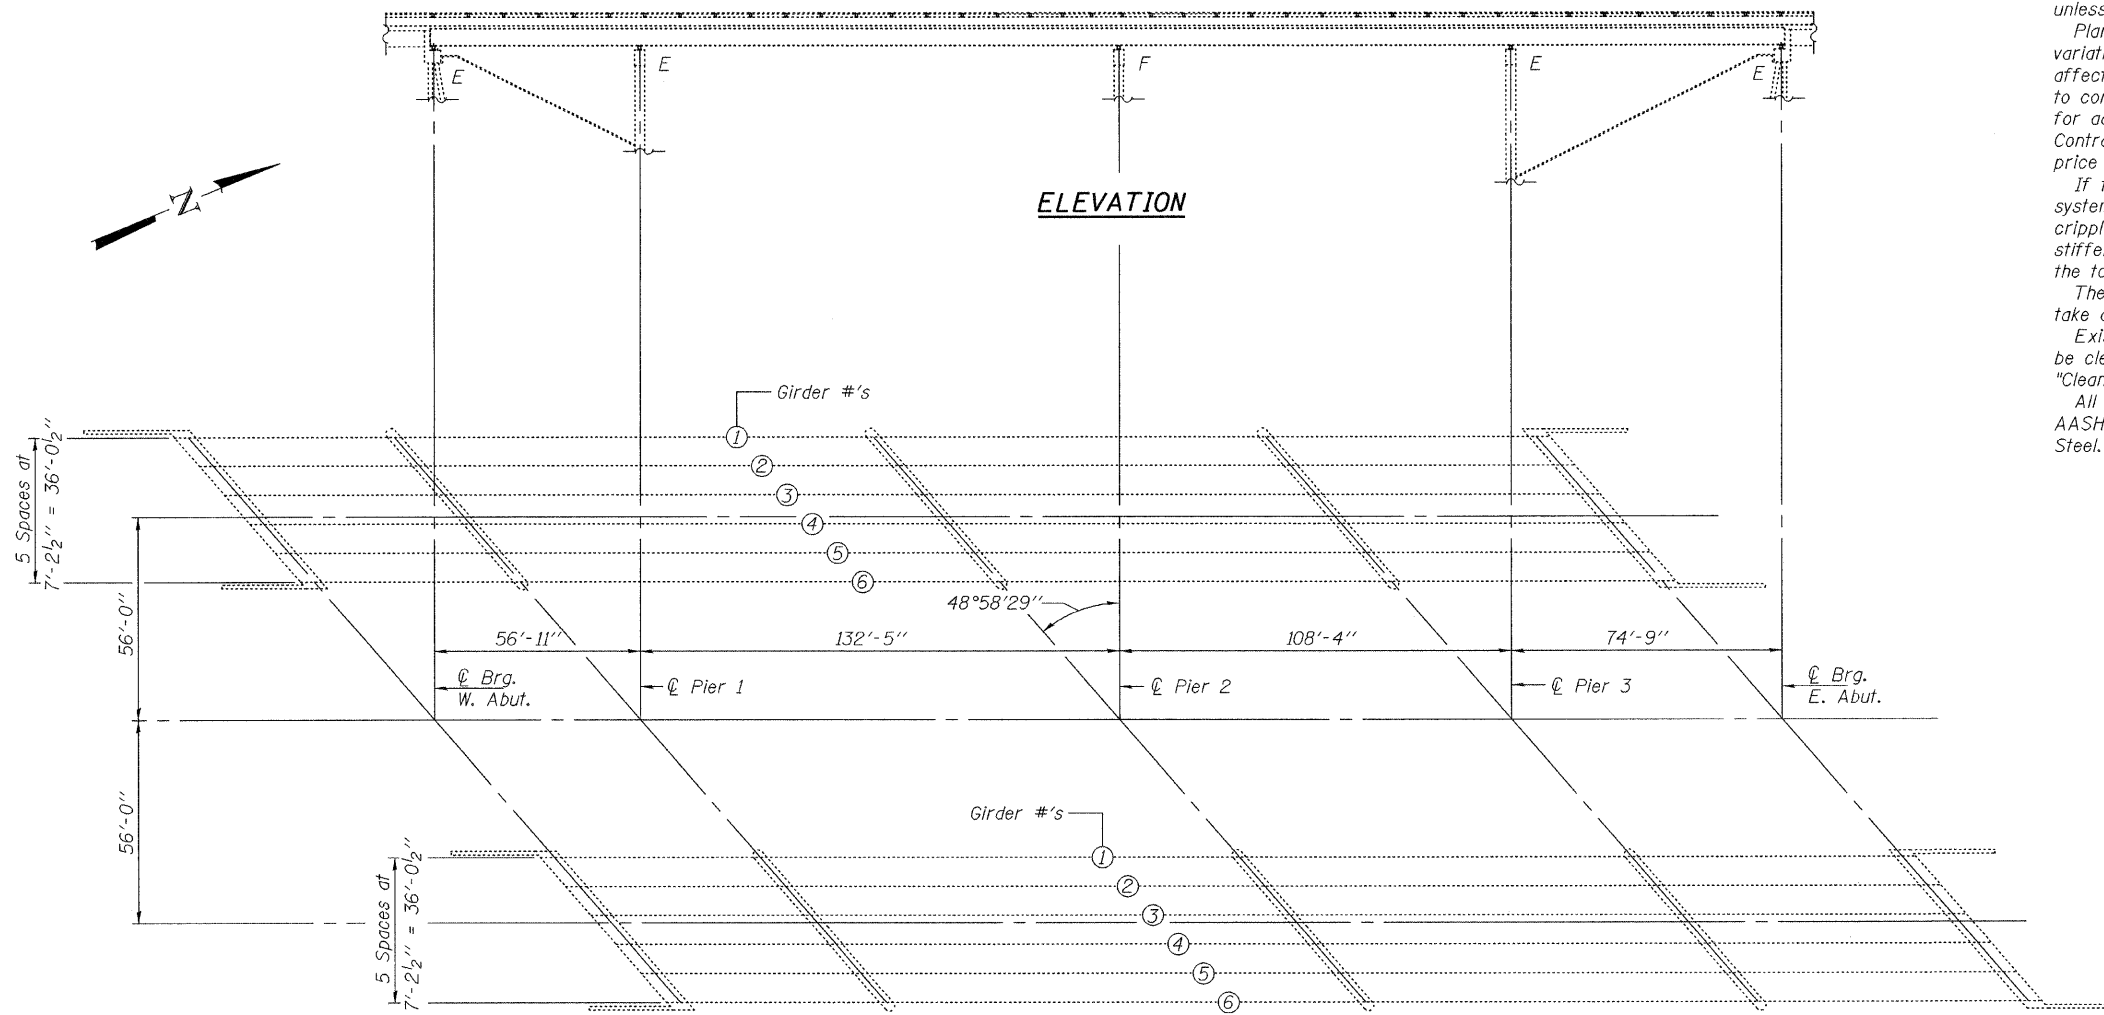 E
E
F
E
E
ELEVATION
N
Girder #'s
1
2
3
4
5
6
5 Spaces at
7'-2½" = 36'-0½"
56'-0"
48°58'29"
56'-11"
132'-5"
108'-4"
74'-9"
℄ Brg.
W. Abut.
℄ Pier 1
℄ Pier 2
℄ Pier 3
℄ Brg.
E. Abut.
56'-0"
Girder #'s
1
2
3
4
5
6
5 Spaces at
7'-2½" = 36'-0½"
unless
Plan
variati
affect
to con
for ad
Contro
price
If t
system
crippl
stiffe
the to
The
take c
Exis
be cle
"Clean
All
AASH
Steel.